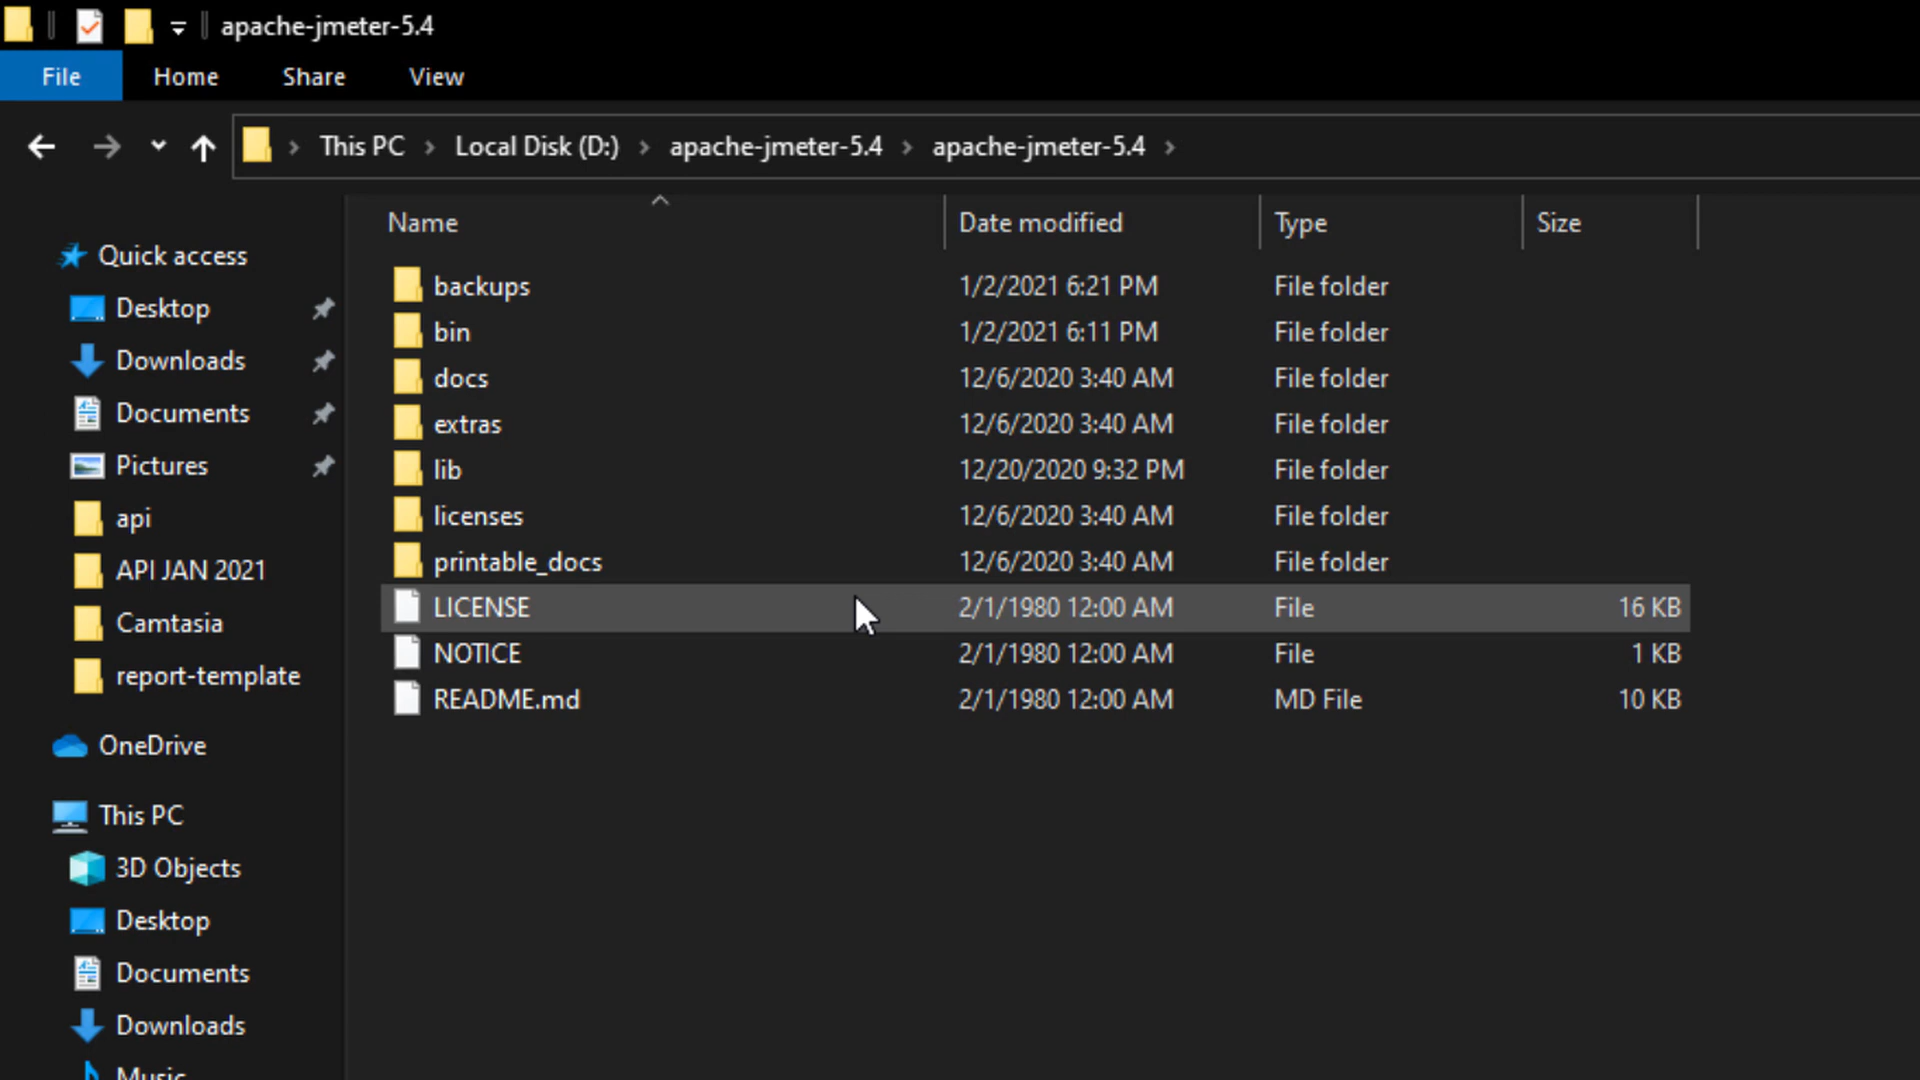 apache-jmeter-5.4
File Home Share View
This PC Local Disk (D:) apache-jmeter-5.4 apache-jmeter-5.4
Name Date modified Type Size
Quick access
Desktop
Downloads
Documents
Pictures
api
API JAN 2021
Camtasia
report-template
OneDrive
This PC
3D Objects
Desktop
Documents
Downloads
Music
backups 1/2/2021 6:21 PM File folder
bin 1/2/2021 6:11 PM File folder
docs 12/6/2020 3:40 AM File folder
extras 12/6/2020 3:40 AM File folder
lib 12/20/2020 9:32 PM File folder
licenses 12/6/2020 3:40 AM File folder
printable_docs 12/6/2020 3:40 AM File folder
LICENSE 2/1/1980 12:00 AM File 16 KB
NOTICE 2/1/1980 12:00 AM File 1 KB
README.md 2/1/1980 12:00 AM MD File 10 KB